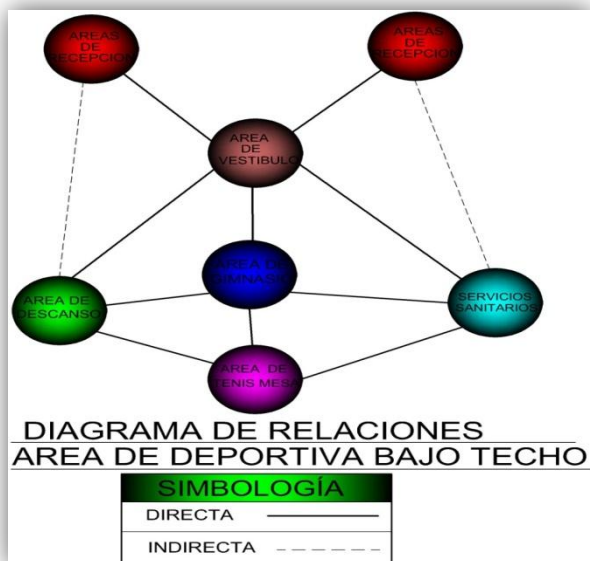 AREAS
DE
RECEPCION
AREAS
DE
RECEPCION
AREA
DE
VESTIBULO
AREA DE
GIMNASIO
AREA DE
DESCANSO
SERVICIOS
SANITARIOS
AREA DE
TENIS MESA
DIAGRAMA DE RELACIONES
AREA DE DEPORTIVA BAJO TECHO
SIMBOLOGÍA
DIRECTA
INDIRECTA